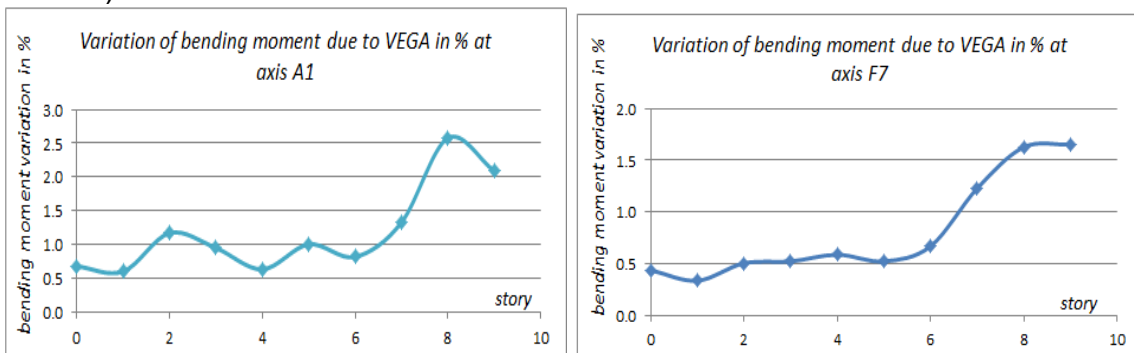 Variation of bending moment due to VEGA in % at
axis A1
bending moment variation in %
3.0
2.5
2.0
1.5
1.0
0.5
0.0
0 2 4 6 8 10
story
Variation of bending moment due to VEGA in % at
axis F7
bending moment variation in %
2.0
1.5
1.0
0.5
0.0
0 2 4 6 8 10
story